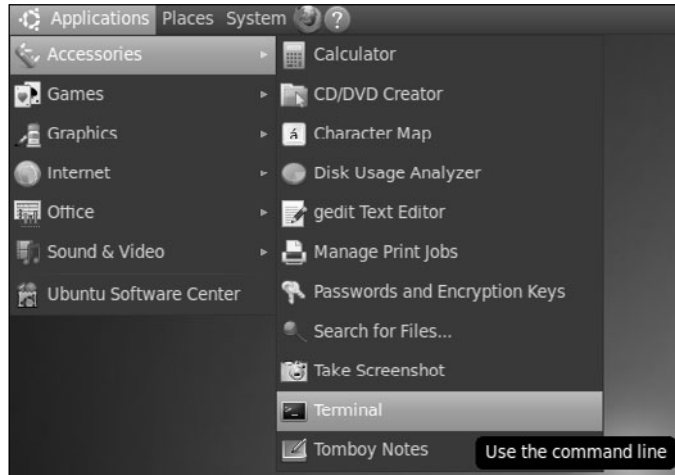 Applications Places System ?
Accessories
Games
Graphics
Internet
Office
Sound & Video
Ubuntu Software Center
Calculator
CD/DVD Creator
á Character Map
Disk Usage Analyzer
gedit Text Editor
Manage Print Jobs
Passwords and Encryption Keys
Search for Files...
Take Screenshot
Terminal
Tomboy Notes
Use the command line